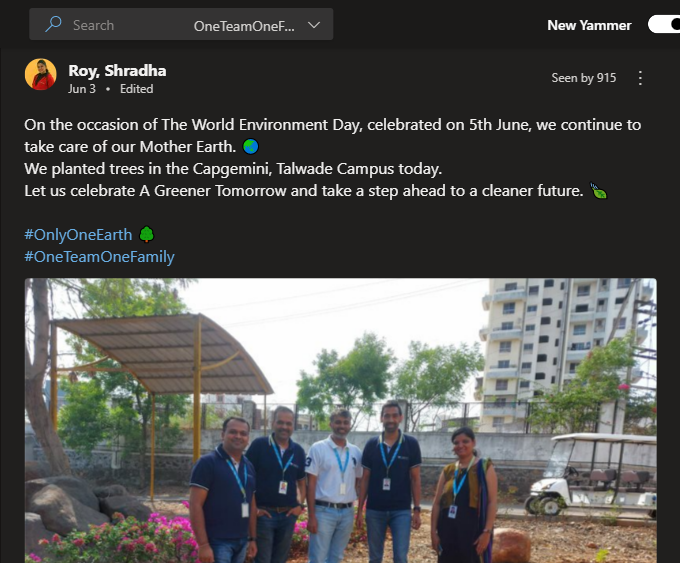 Search OneTeamOneF... New Yammer
Roy, Shradha
Jun 3 • Edited Seen by 915
On the occasion of The World Environment Day, celebrated on 5th June, we continue to
take care of our Mother Earth. 🌏
We planted trees in the Capgemini, Talwade Campus today.
Let us celebrate A Greener Tomorrow and take a step ahead to a cleaner future. 🍃
#OnlyOneEarth 🌳
#OneTeamOneFamily